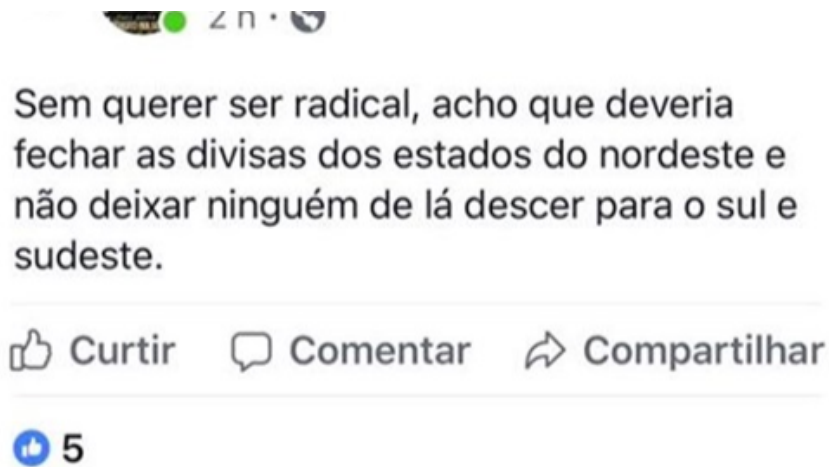 2 h ·
Sem querer ser radical, acho que deveria
fechar as divisas dos estados do nordeste e
não deixar ninguém de lá descer para o sul e
sudeste.
Curtir Comentar Compartilhar
5